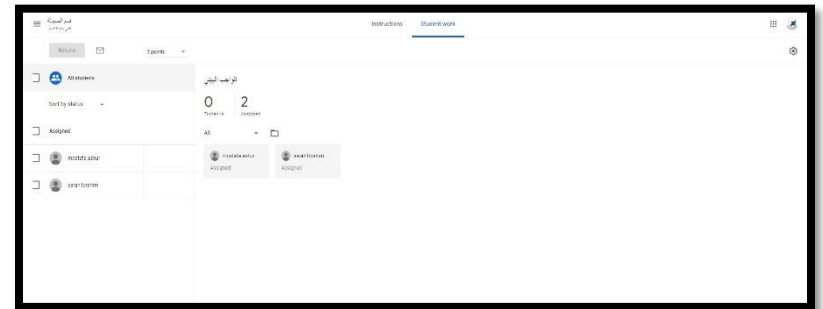 قسم الصيدلة
Instructions
Student work
Return
5 points
All students
Sort by status
Assigned
mostafa ashur
sarah Ibrahim
الواجب البيتي
0
Turned in
2
Assigned
All
mostafa ashur
Assigned
sarah Ibrahim
Assigned